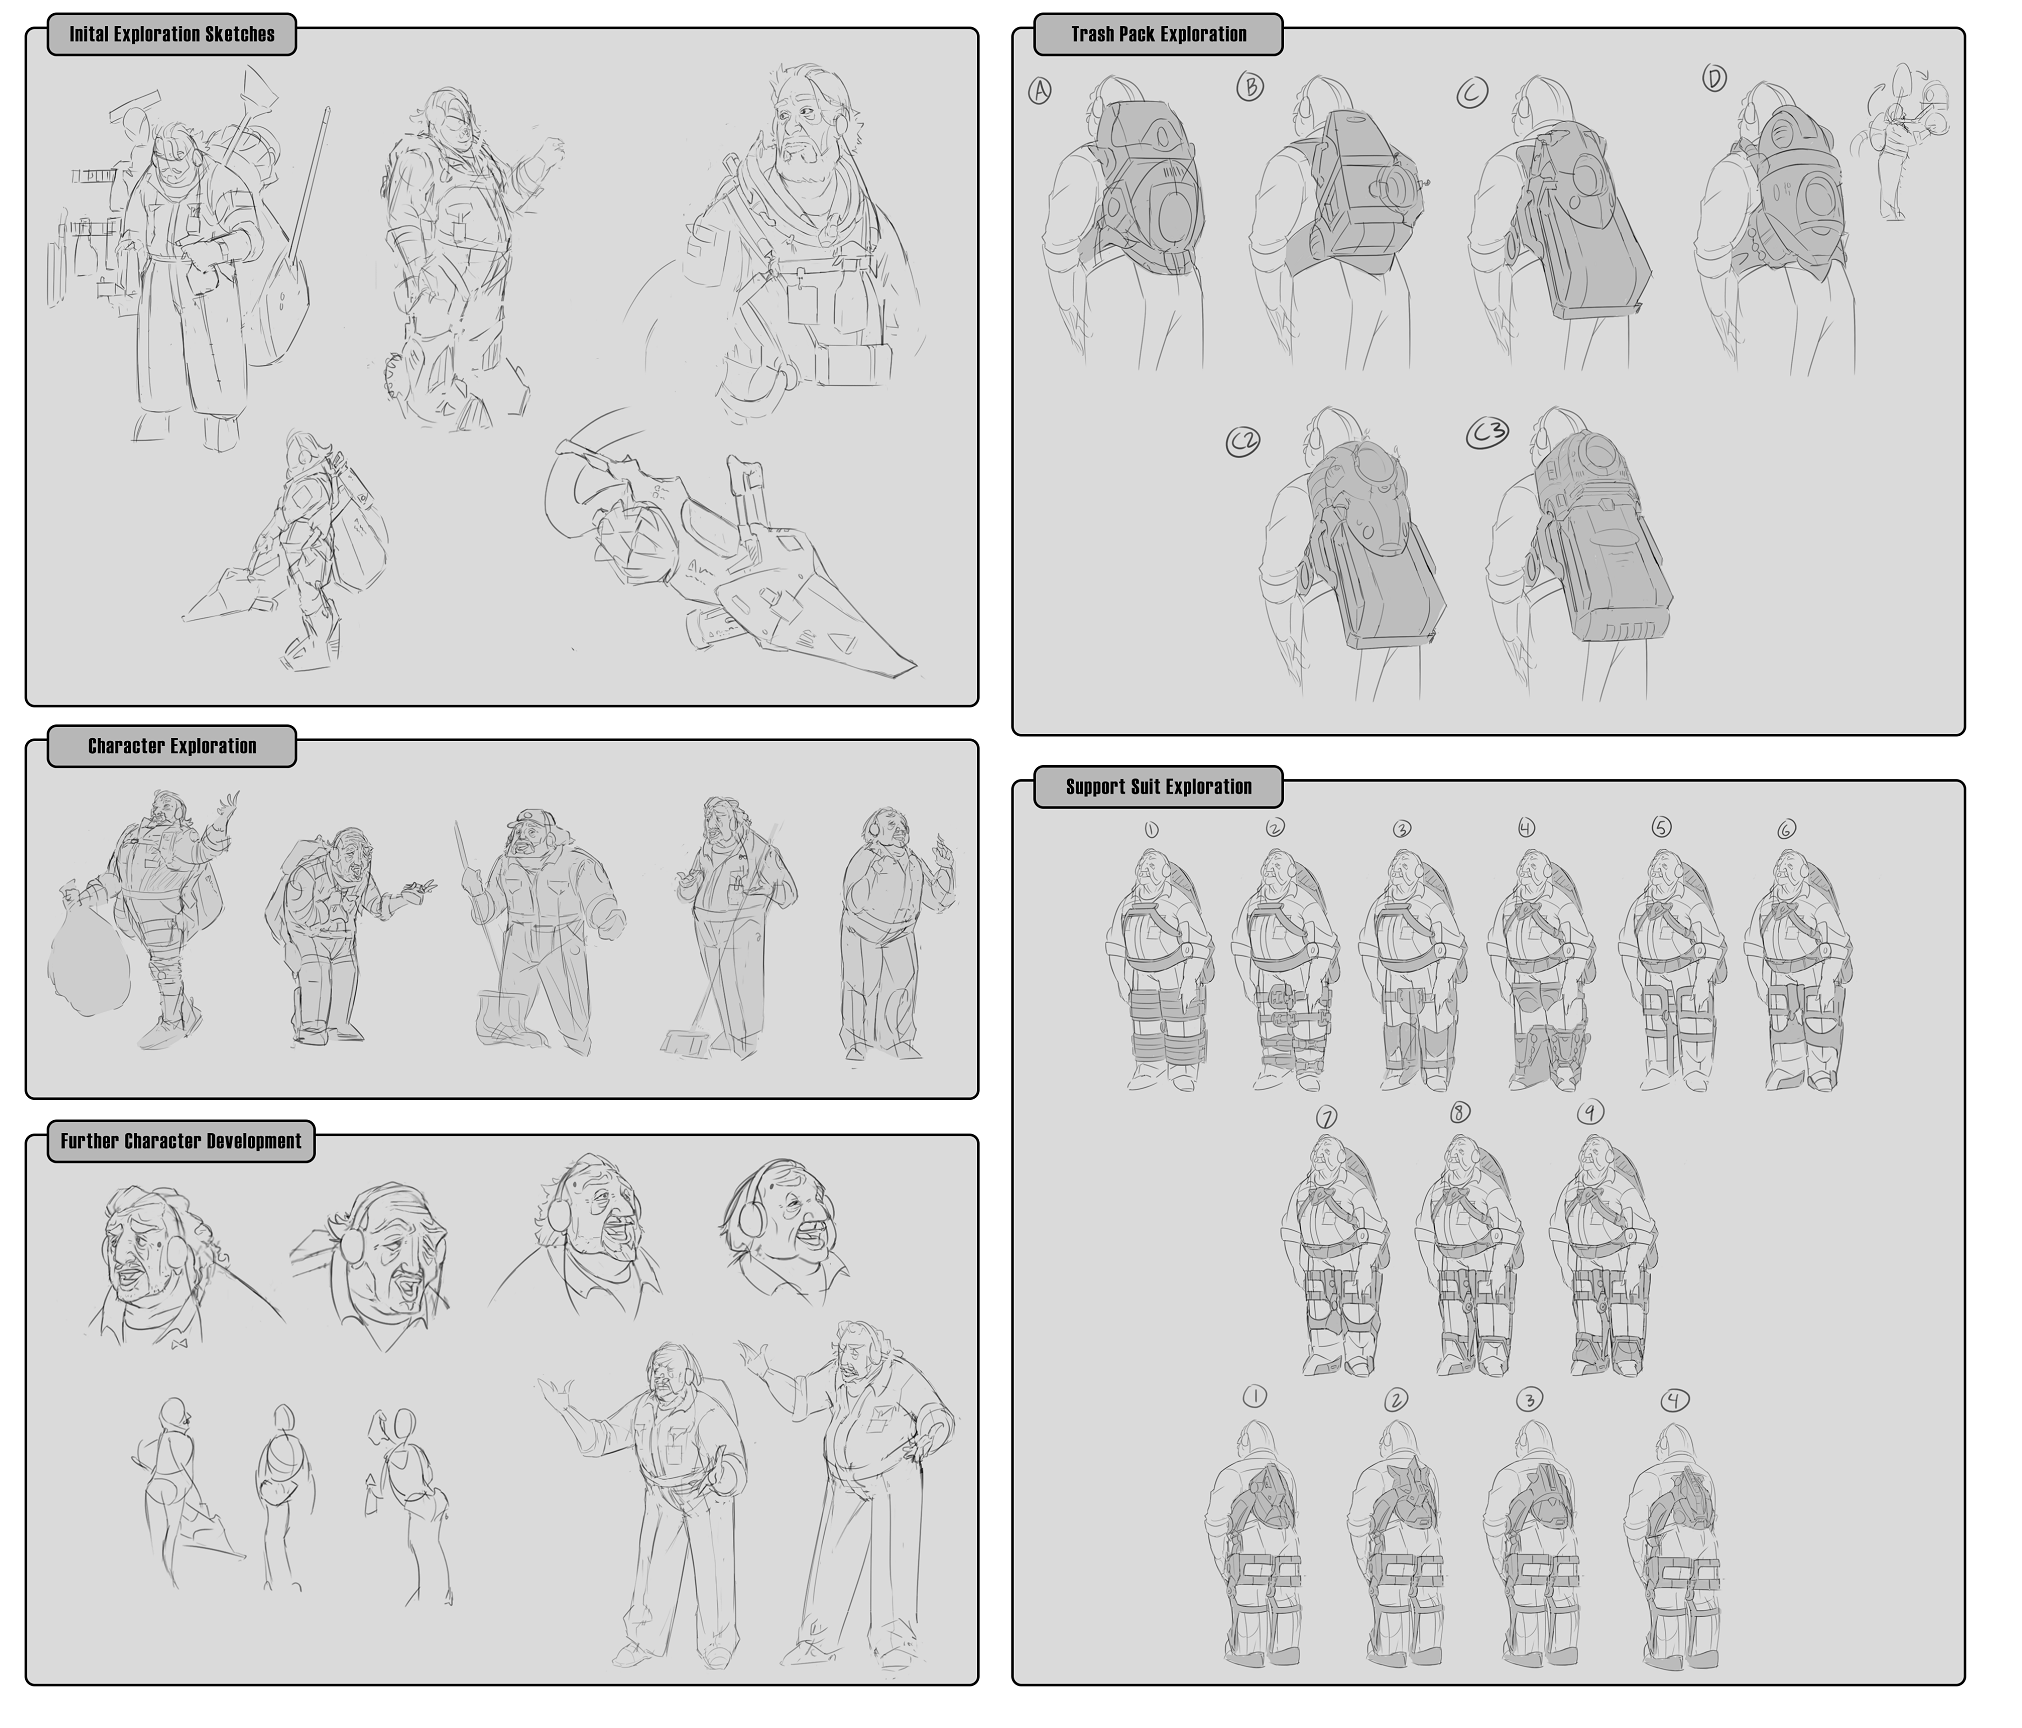 Inital Exploration Sketches
Character Exploration
Further Character Development
Trash Pack Exploration
A B C D
C2 C3
Support Suit Exploration
1 2 3 4 5 6
7 8 9
1 2 3 4